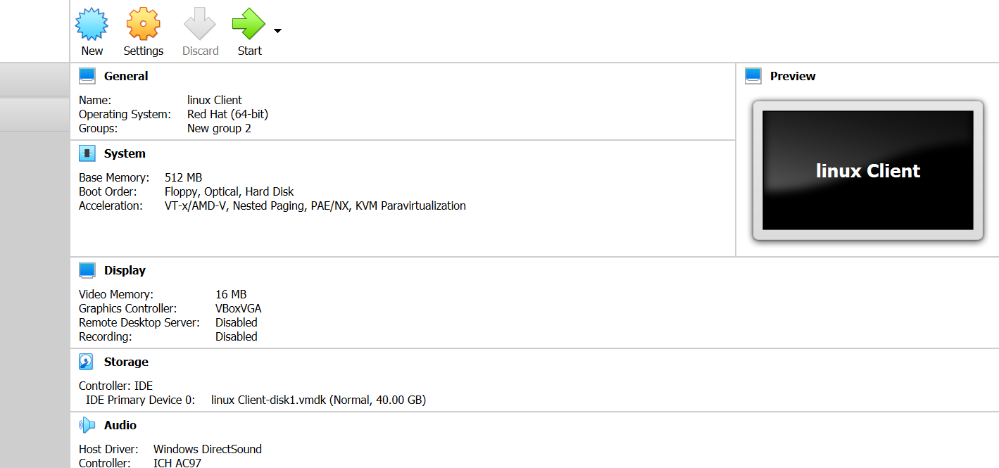 New Settings Discard Start
General
Name: linux Client
Operating System: Red Hat (64-bit)
Groups: New group 2
Preview
linux Client
System
Base Memory: 512 MB
Boot Order: Floppy, Optical, Hard Disk
Acceleration: VT-x/AMD-V, Nested Paging, PAE/NX, KVM Paravirtualization
Display
Video Memory: 16 MB
Graphics Controller: VBoxVGA
Remote Desktop Server: Disabled
Recording: Disabled
Storage
Controller: IDE
IDE Primary Device 0: linux Client-disk1.vmdk (Normal, 40.00 GB)
Audio
Host Driver: Windows DirectSound
Controller: ICH AC97